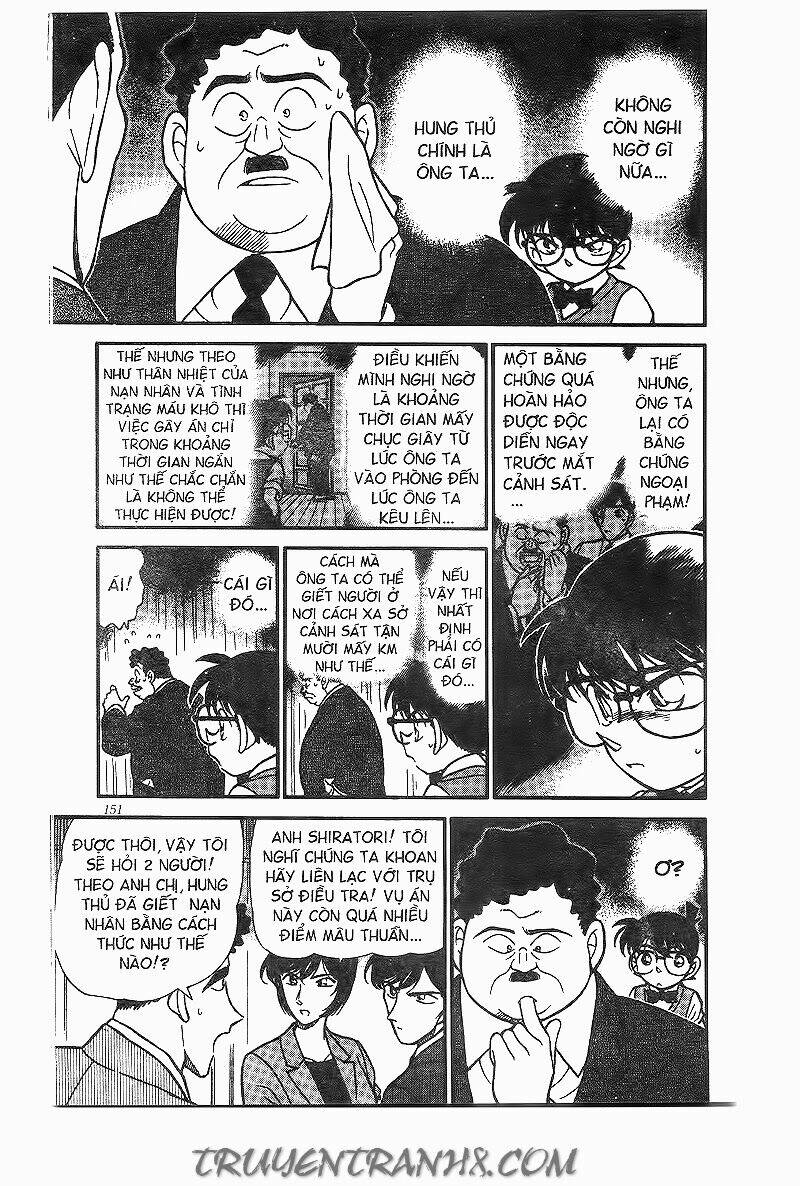 KHÔNG
CÒN NGHI
NGỜ GÌ
NỮA...
HUNG THỦ
CHÍNH LÀ
ÔNG TA...
THẾ
NHƯNG,
ÔNG TA
LẠI CÓ
BẰNG
CHỨNG
NGOẠI
PHẠM!
MỘT BẰNG
CHỨNG QUÁ
HOÀN HẢO
ĐƯỢC ĐỘC
DIỄN NGAY
TRƯỚC MẮT
CẢNH SÁT.
...
ĐIỀU KHIẾN
MÌNH NGHI NGỜ
LÀ KHOẢNG
THỜI GIAN MẤY
CHỤC GIÂY TỪ
LÚC ÔNG TA
VÀO PHÒNG ĐẾN
LÚC ÔNG TA
KÊU LÊN...
THẾ NHƯNG THEO
NHƯ THÂN NHIỆT CỦA
NẠN NHÂN VÀ TÌNH
TRẠNG MÁU KHÔ THÌ
VIỆC GÂY ÁN CHỈ
TRONG KHOẢNG
THỜI GIAN NGẮN
NHƯ THẾ CHẮC CHẮN
LÀ KHÔNG THỂ
THỰC HIỆN ĐƯỢC!
NẾU
VẬY THÌ
NHẤT
ĐỊNH
PHẢI CÓ
CÁI GÌ
ĐÓ...
CÁCH MÀ
ÔNG TA CÓ THỂ
GIẾT NGƯỜI Ở
NƠI CÁCH XA SỞ
CẢNH SÁT TẬN
MƯỜI MẤY KM
NHƯ THẾ...
CÁI GÌ
ĐÓ...
ÁI!
151
Ơ?
ANH SHIRATORI! TÔI
NGHĨ CHÚNG TA KHOAN
HÃY LIÊN LẠC VỚI TRỤ
SỞ ĐIỀU TRA! VỤ ÁN
NÀY CÒN QUÁ NHIỀU
ĐIỂM MÂU THUẪN...
ĐƯỢC THÔI, VẬY TÔI
SẼ HỎI 2 NGƯỜI!
THEO ANH CHỊ, HUNG
THỦ ĐÃ GIẾT NẠN
NHÂN BẰNG CÁCH
THỨC NHƯ THẾ
NÀO!?
TRUYENTRANH8.COM